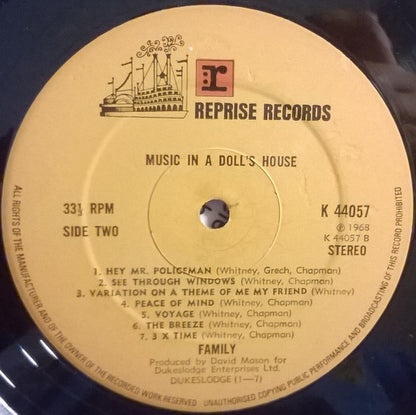 r
REPRISE RECORDS
MUSIC IN A DOLL'S HOUSE
33⅓ RPM
K 44057
SIDE TWO
℗ 1968
K 44057 B
STEREO
1. HEY MR. POLICEMAN (Whitney, Grech, Chapman)
2. SEE THROUGH WINDOWS (Whitney, Chapman)
3. VARIATION ON A THEME OF ME MY FRIEND (Whitney)
4. PEACE OF MIND (Whitney, Chapman)
5. VOYAGE (Whitney, Chapman)
6. THE BREEZE (Whitney, Chapman)
7. 3 X TIME (Whitney, Chapman)
FAMILY
Produced by David Mason for
Dukeslodge Enterprises Ltd.
DUKESLODGE (1—7)
ALL RIGHTS OF THE MANUFACTURER AND OF THE OWNER OF THE RECORDED WORK RESERVED. UNAUTHORISED COPYING PUBLIC PERFORMANCE AND BROADCASTING OF THIS RECORD PROHIBITED